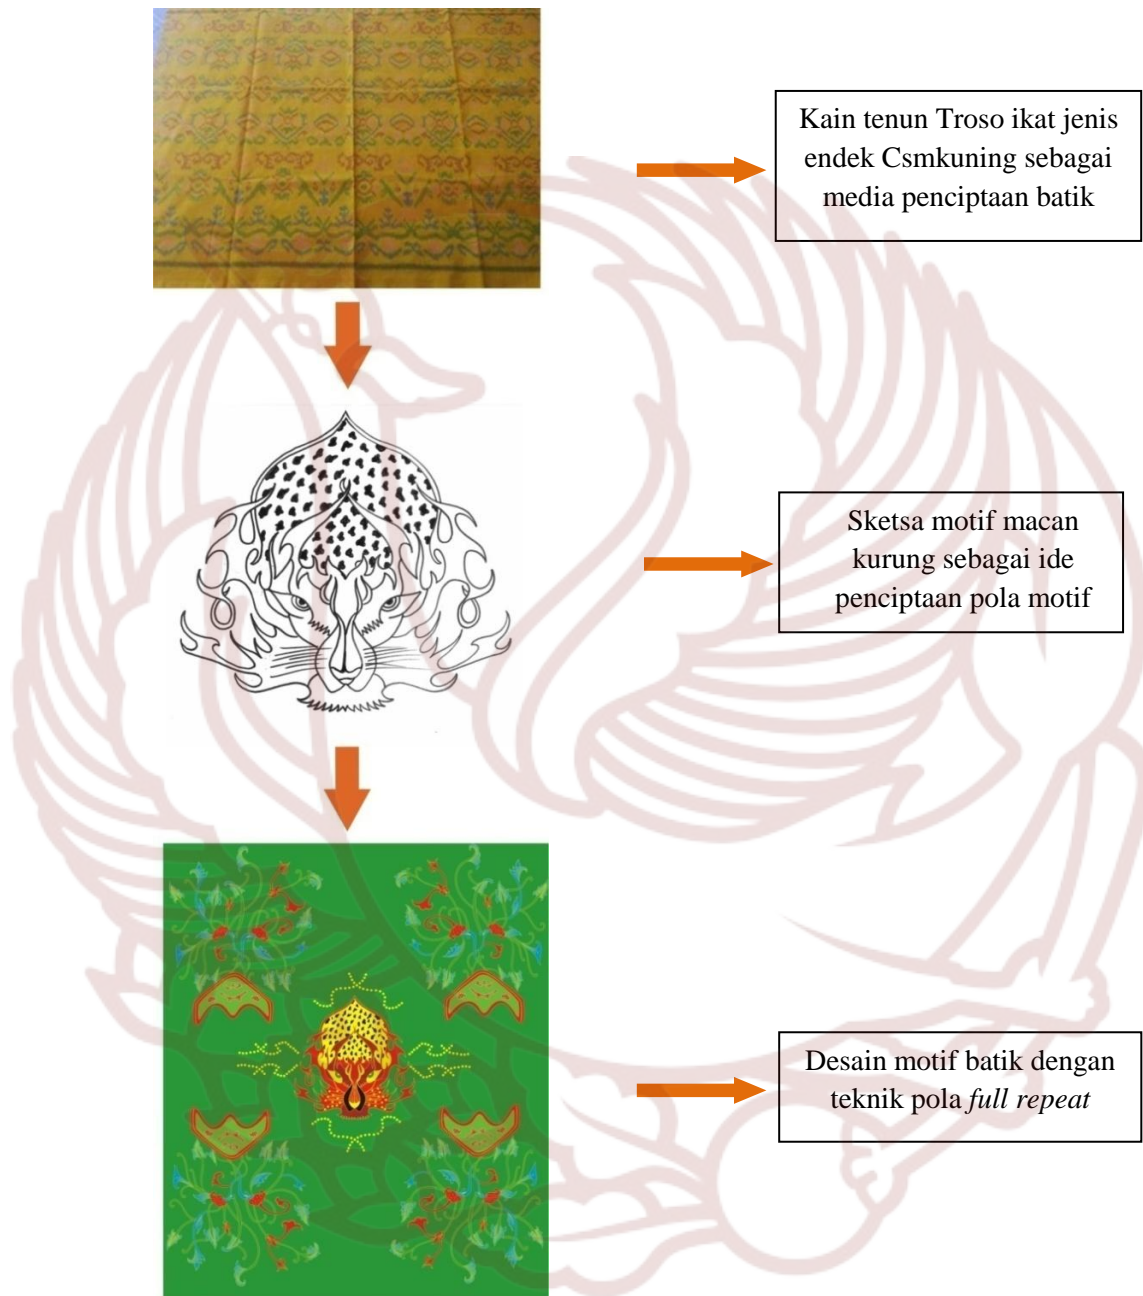 Kain tenun Troso ikat jenis
endek Csmkuning sebagai
media penciptaan batik
Sketsa motif macan
kurung sebagai ide
penciptaan pola motif
Desain motif batik dengan
teknik pola full repeat